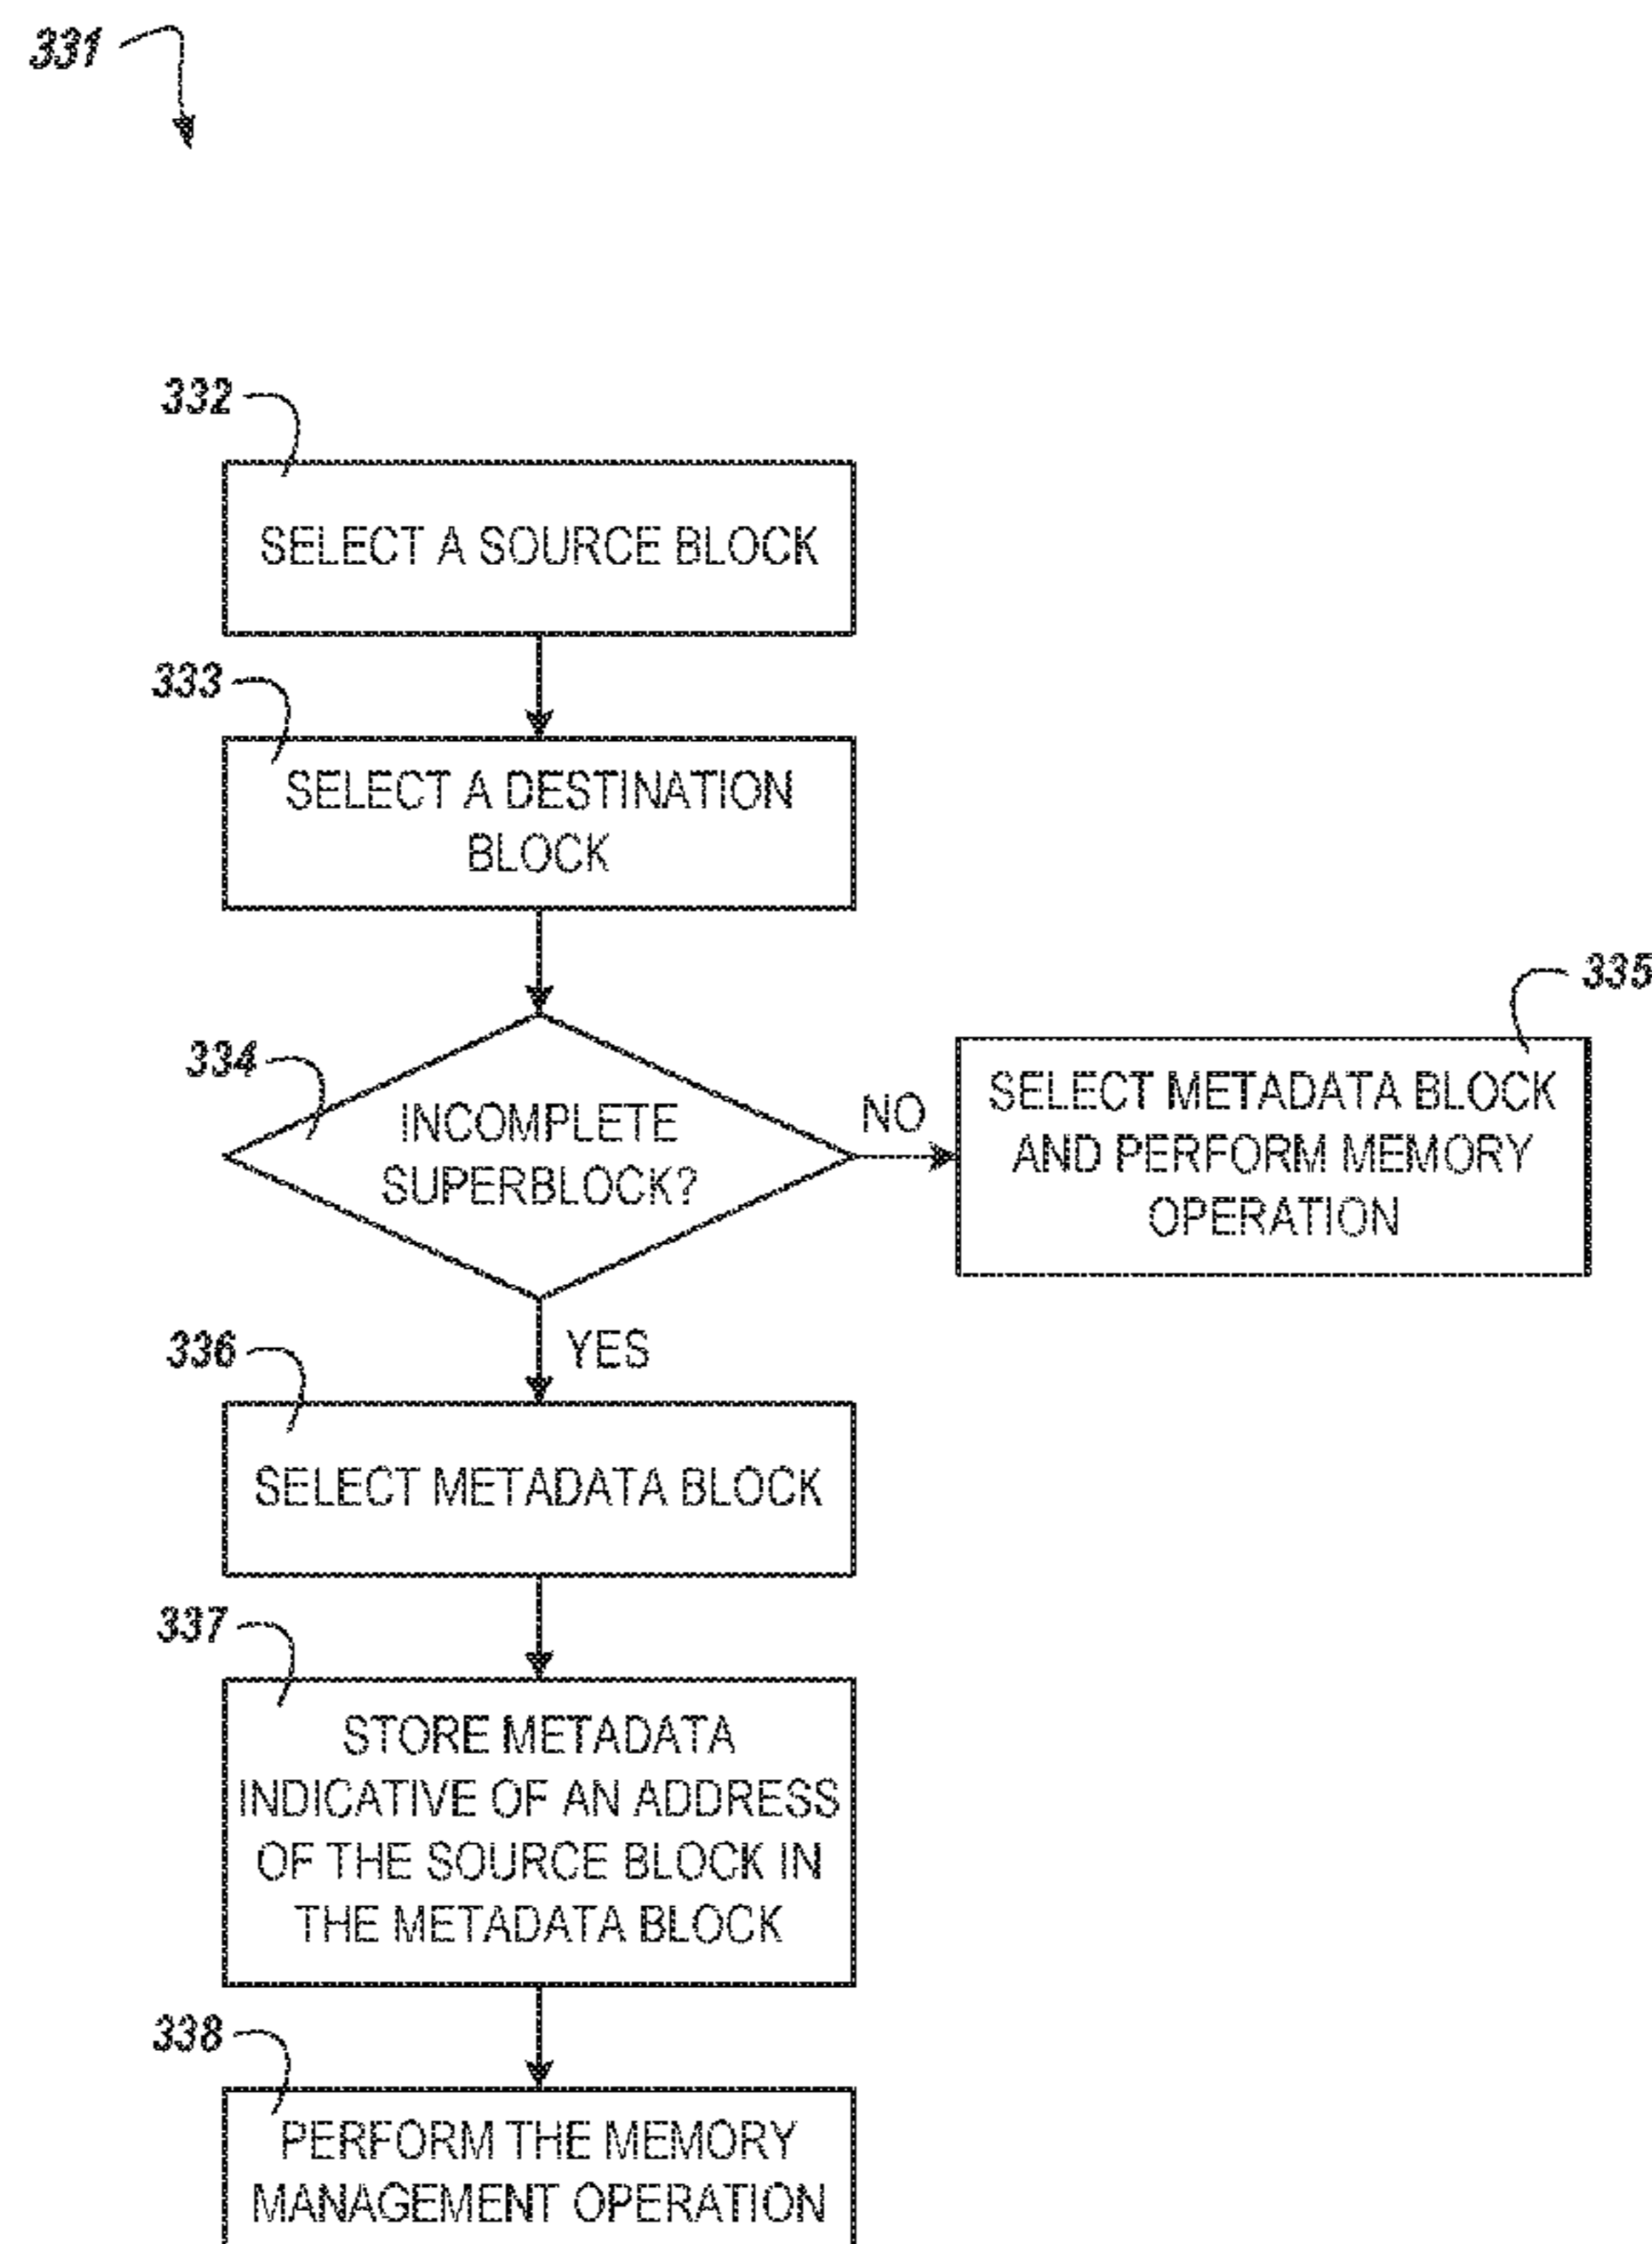 331
332
SELECT A SOURCE BLOCK
333
SELECT A DESTINATION
BLOCK
334
INCOMPLETE
SUPERBLOCK?
NO
335
SELECT METADATA BLOCK
AND PERFORM MEMORY
OPERATION
YES
336
SELECT METADATA BLOCK
337
STORE METADATA
INDICATIVE OF AN ADDRESS
OF THE SOURCE BLOCK IN
THE METADATA BLOCK
338
PERFORM THE MEMORY
MANAGEMENT OPERATION